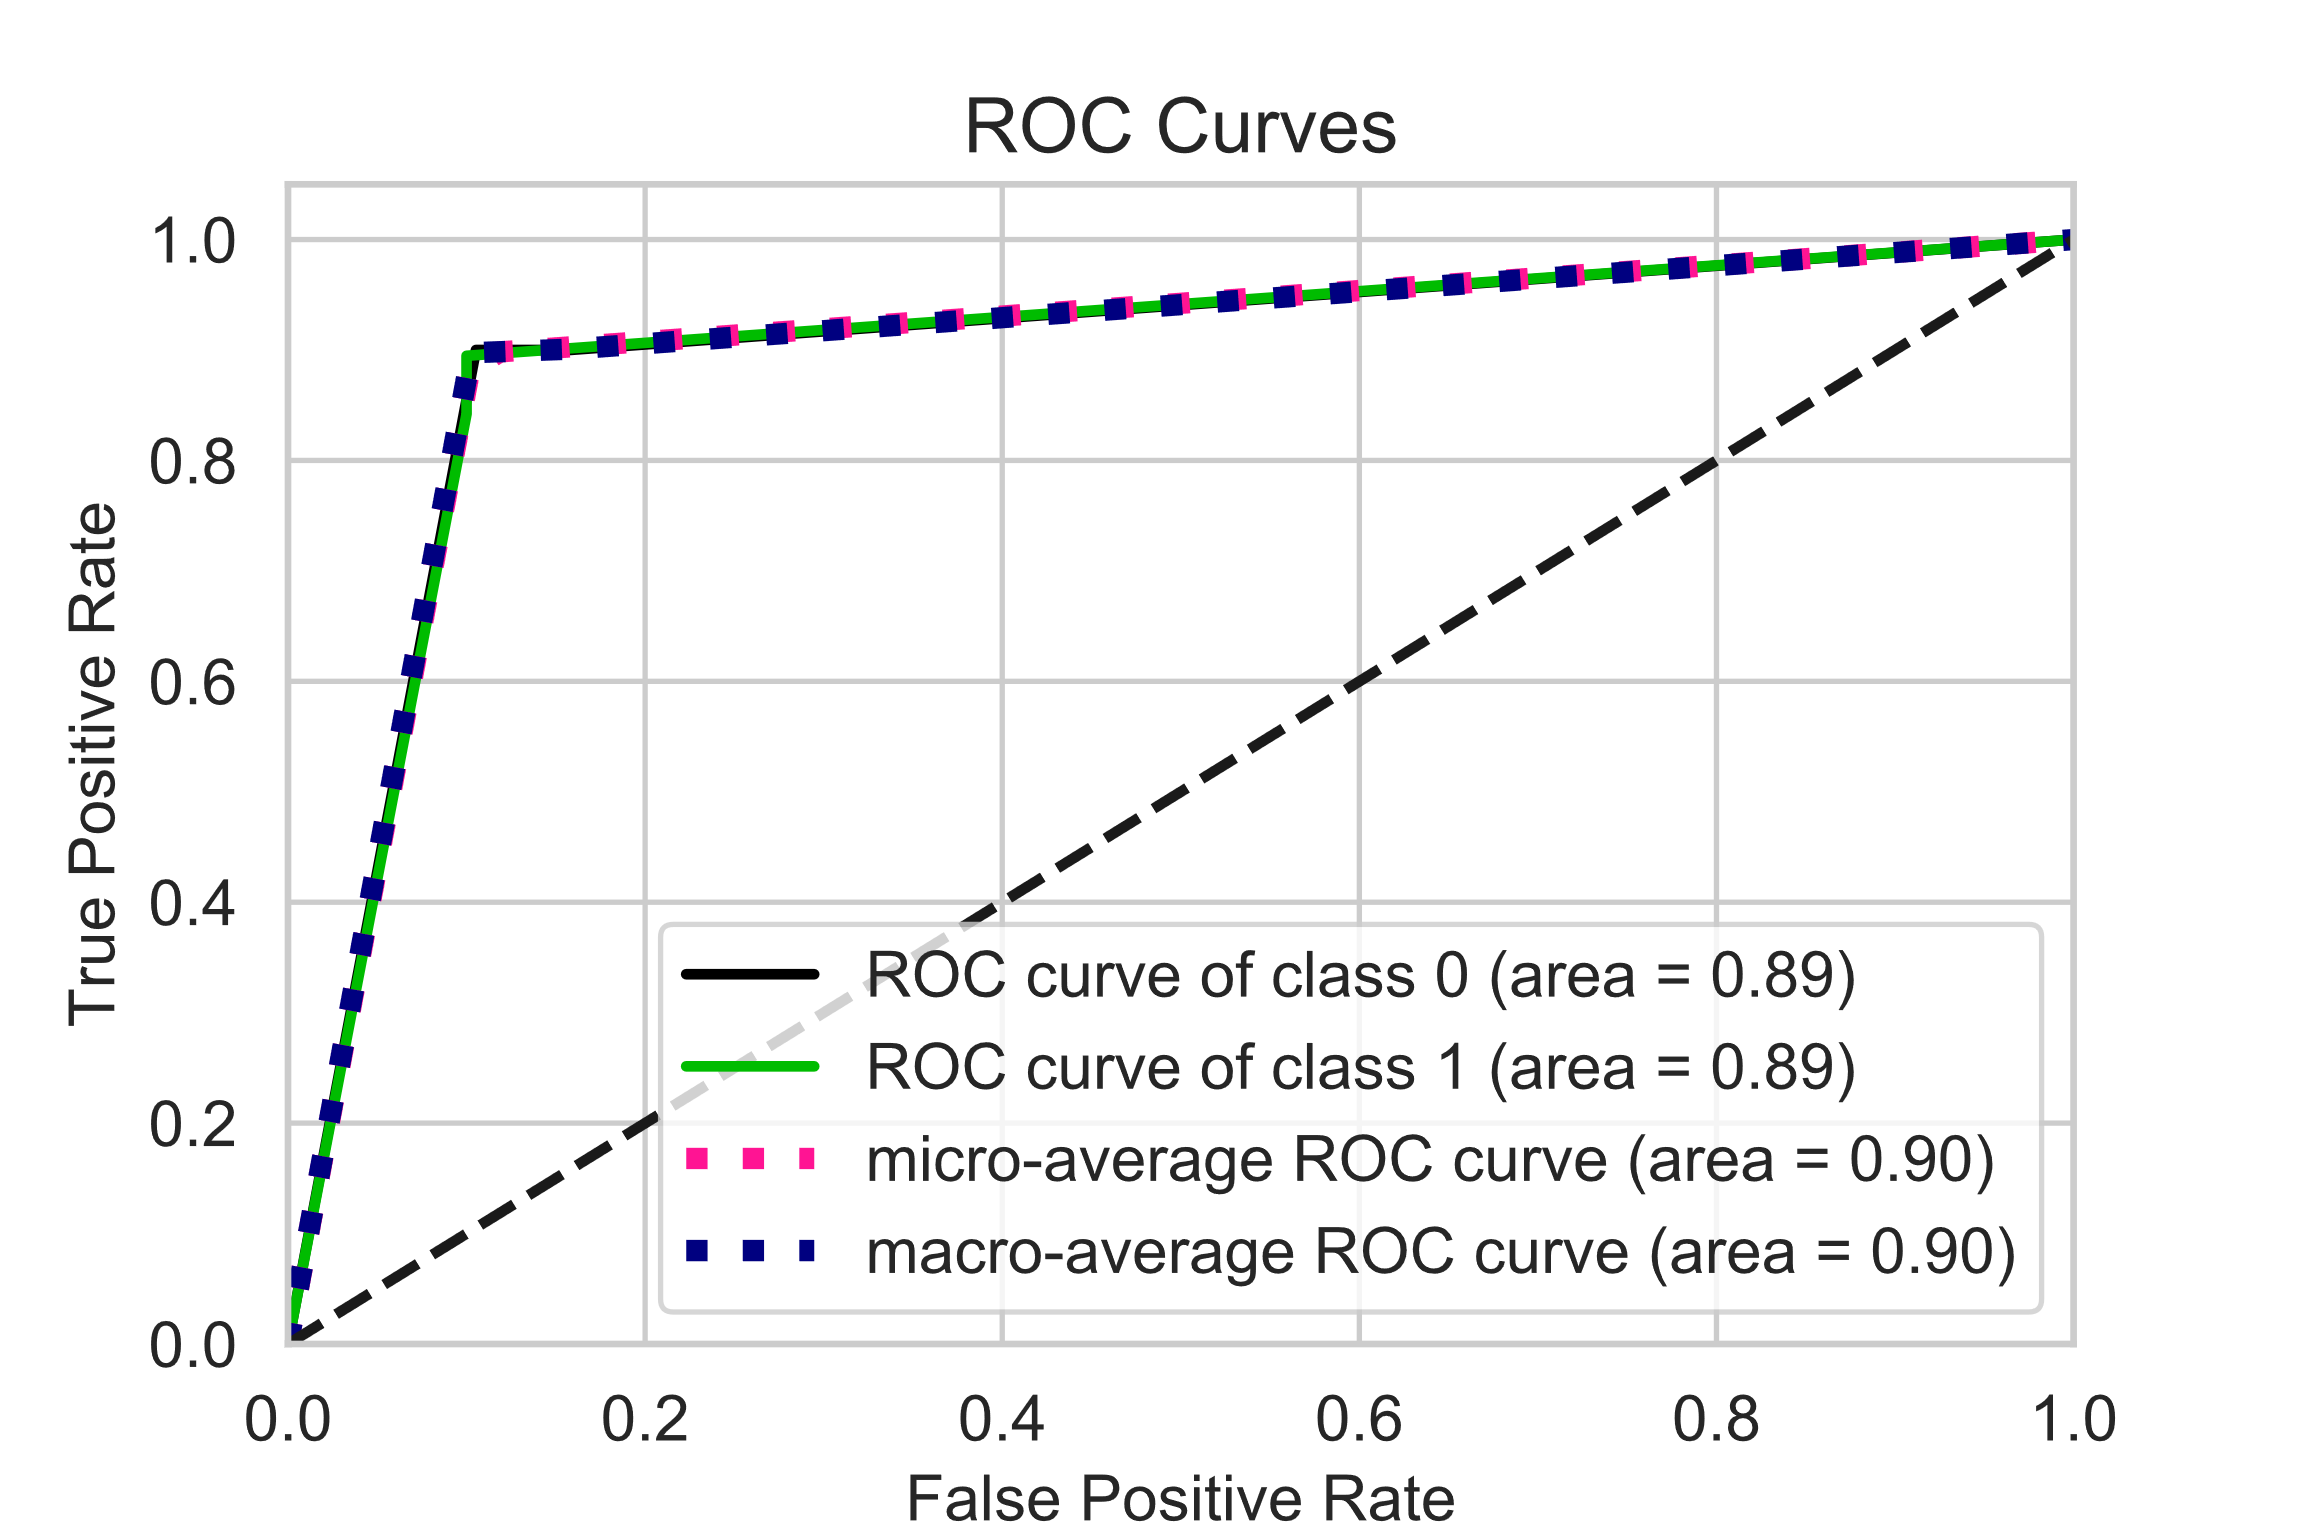 ROC Curves
1.0
0.8
0.6
0.4
0.2
0.0
True Positive Rate
ROC curve of class 0 (area = 0.89)
ROC curve of class 1 (area = 0.89)
micro-average ROC curve (area = 0.90)
macro-average ROC curve (area = 0.90)
0.0 0.2 0.4 0.6 0.8 1.0
False Positive Rate